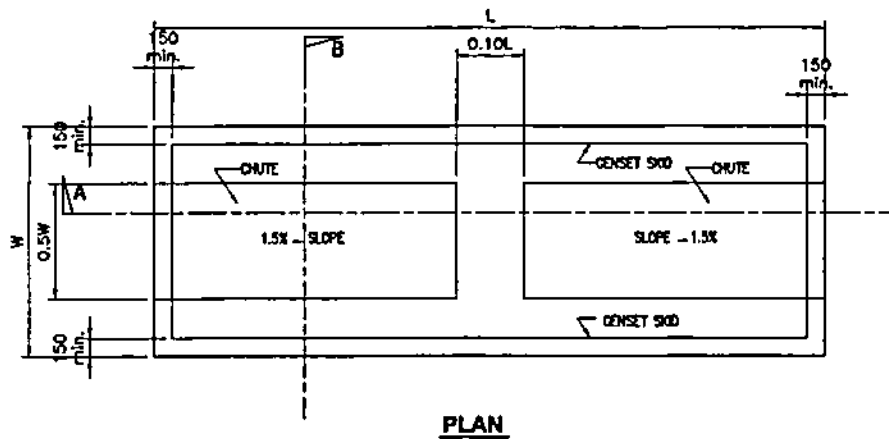 L
150
min.
B
0.10L
150
min.
150
min.
CHUTE
GENSET SKID
CHUTE
A
W
0.5W
1.5% — SLOPE
SLOPE — 1.5%
GENSET SKID
150
min.
PLAN